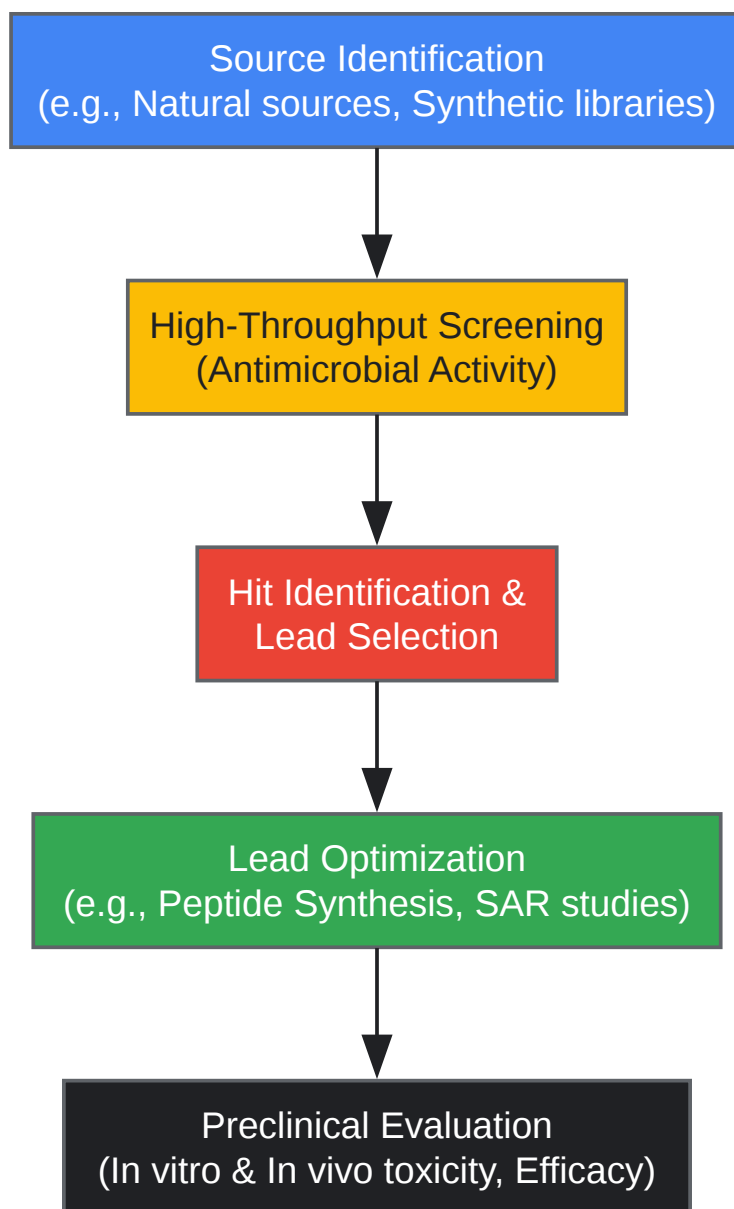 Source Identification
(e.g., Natural sources, Synthetic libraries)
High-Throughput Screening
(Antimicrobial Activity)
Hit Identification &
Lead Selection
Lead Optimization
(e.g., Peptide Synthesis, SAR studies)
Preclinical Evaluation
(In vitro & In vivo toxicity, Efficacy)